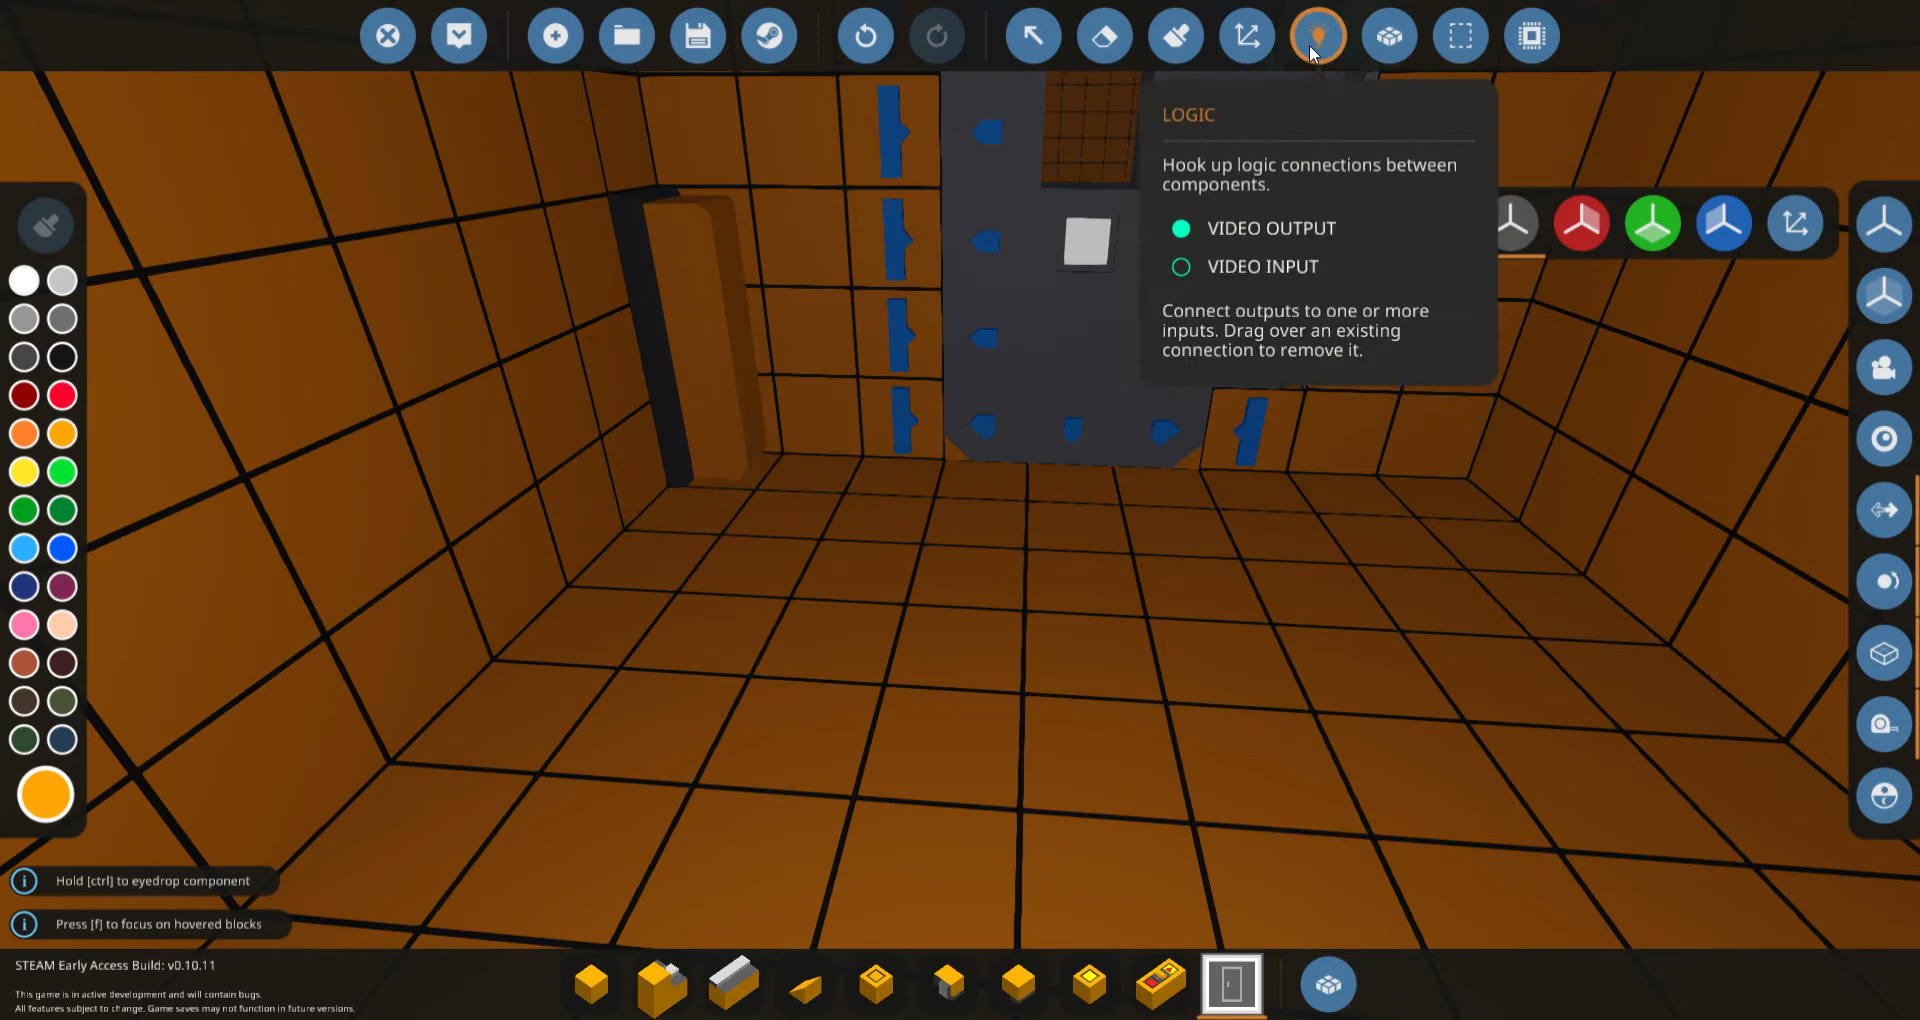 LOGIC
Hook up logic connections between
components.
VIDEO OUTPUT
VIDEO INPUT
Connect outputs to one or more
inputs. Drag over an existing
connection to remove it.
Hold [ctrl] to eyedrop component
Press [f] to focus on hovered blocks
STEAM Early Access Build: v0.10.11
This game is in active development and will contain bugs.
All features subject to change. Game saves may not function in future versions.